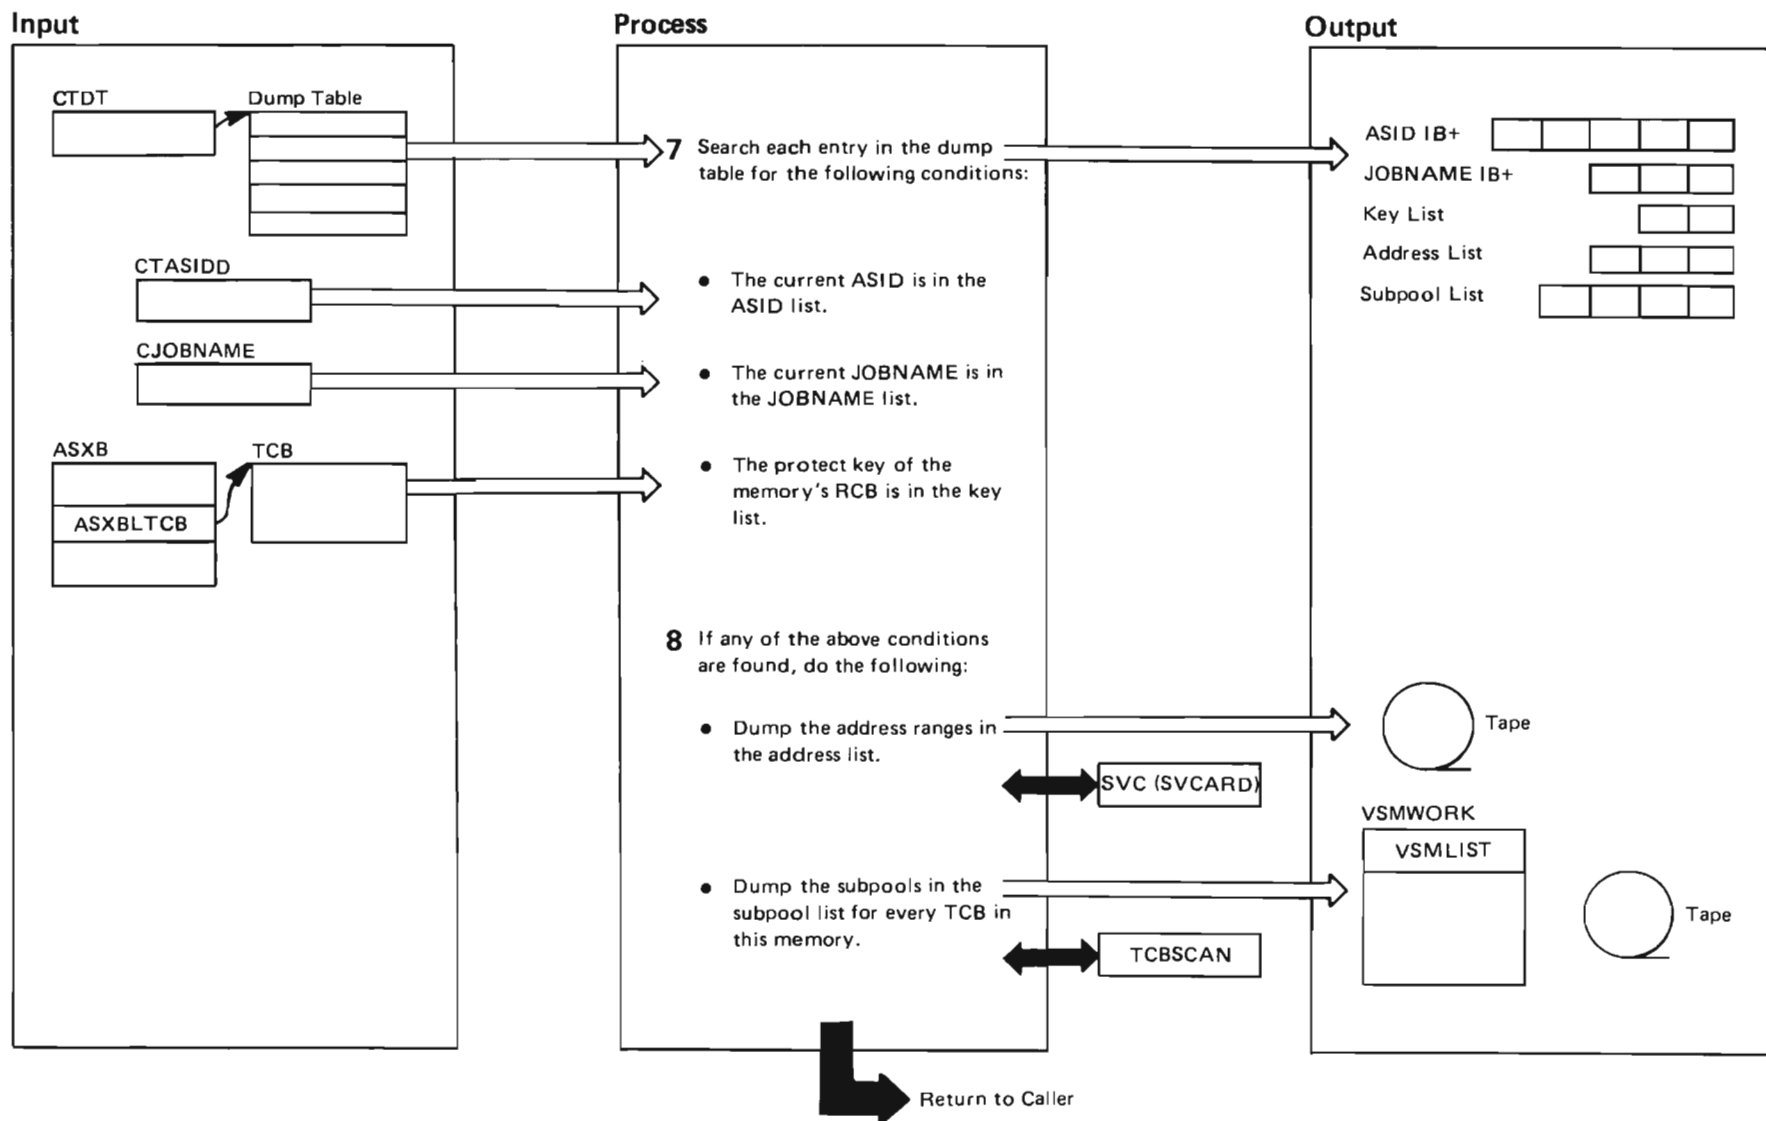 Input
Process
Output
CTDT
Dump Table
CTASIDD
CJOBNAME
ASXB
TCB
ASXBLTCB
7 Search each entry in the dump
table for the following conditions:
• The current ASID is in the
ASID list.
• The current JOBNAME is in
the JOBNAME list.
• The protect key of the
memory's RCB is in the key
list.
8 If any of the above conditions
are found, do the following:
• Dump the address ranges in
the address list.
SVC (SVCARD)
• Dump the subpools in the
subpool list for every TCB in
this memory.
TCBSCAN
Return to Caller
ASID IB+
JOBNAME IB+
Key List
Address List
Subpool List
Tape
VSMWORK
VSMLIST
Tape